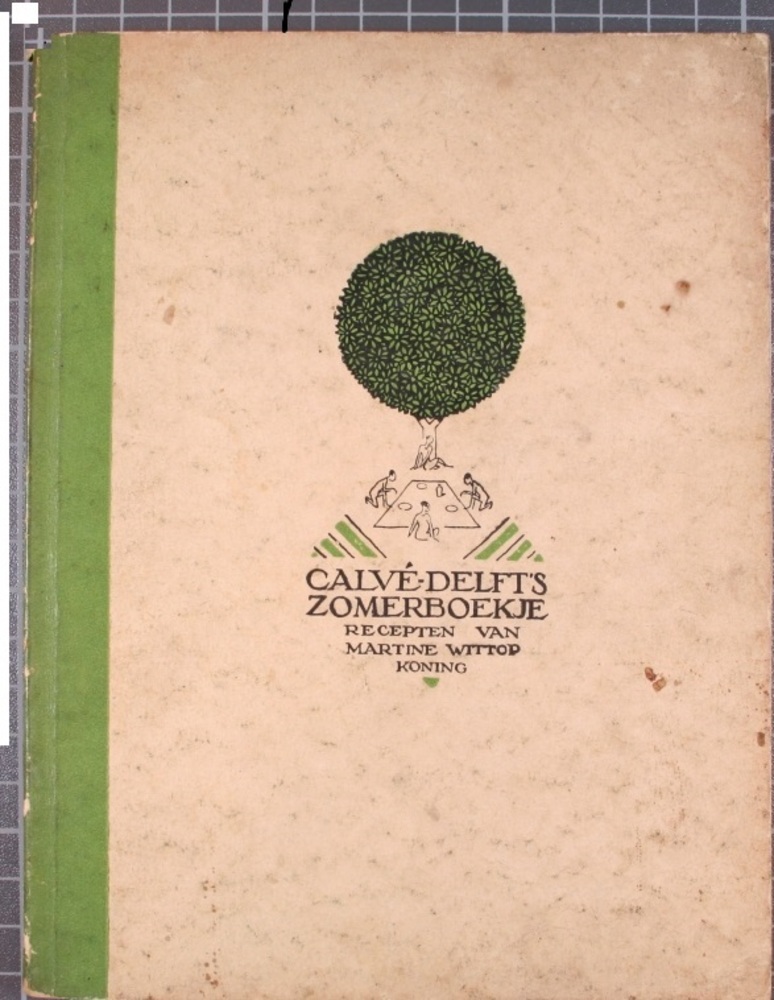 CALVÉ-DELFT'S
ZOMERBOEKJE
RECEPTEN VAN
MARTINE WITTOP
KONING